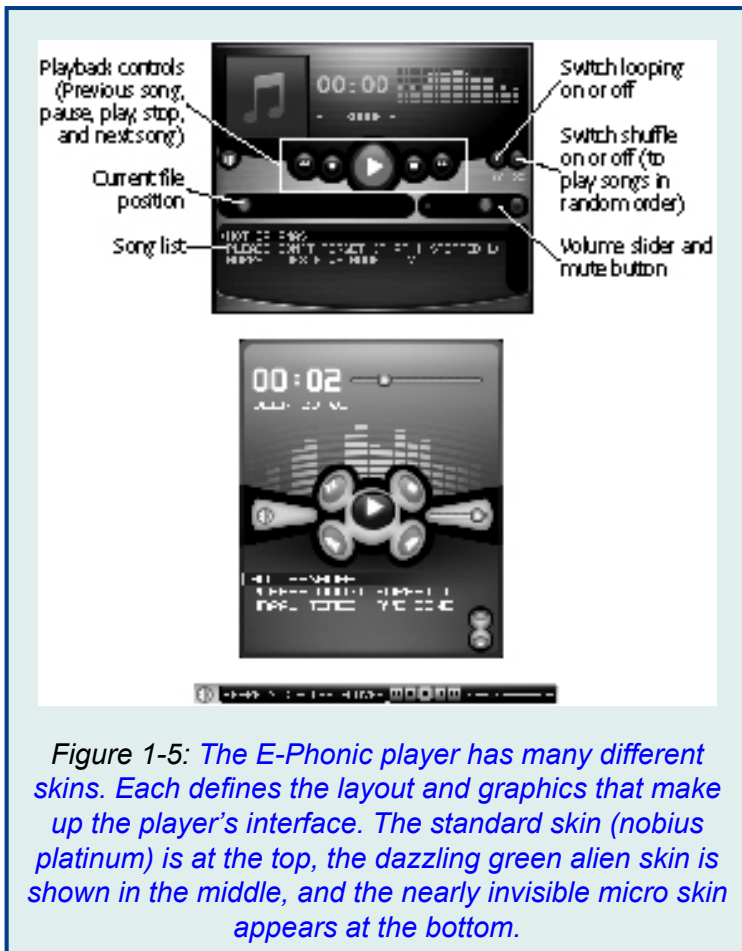 Playback controls
(Previous song,
pause, play, stop,
and next song)
Current file
position
Song list
00:00
Switch looping
on or off
Switch shuffle
on or off (to
play songs in
random order)
Volume slider and
mute button
PLEASE DON'T FORGET
00:02
Figure 1-5: The E-Phonic player has many different
skins. Each defines the layout and graphics that make
up the player's interface. The standard skin (nobius
platinum) is at the top, the dazzling green alien skin is
shown in the middle, and the nearly invisible micro skin
appears at the bottom.